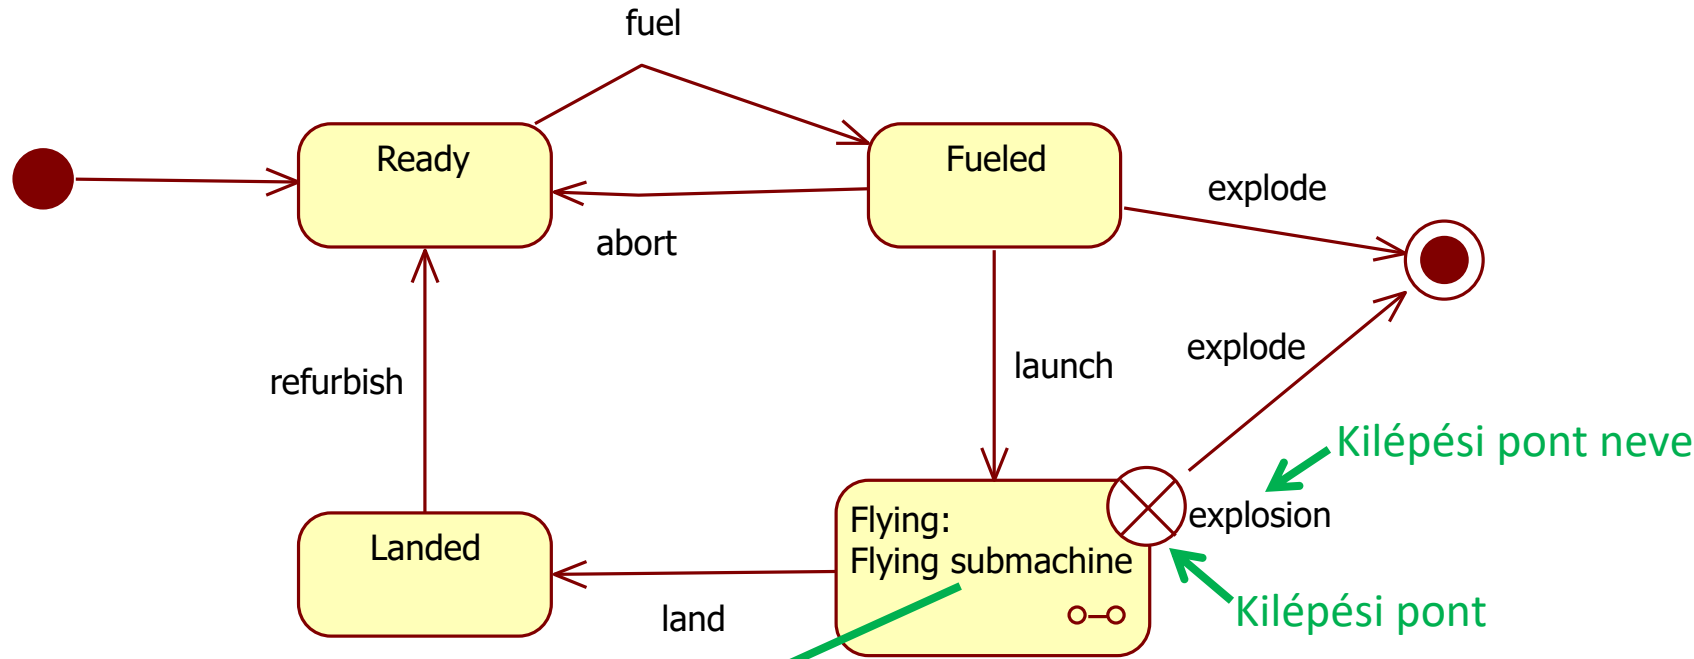 fuel
Ready
Fueled
explode
abort
explode
launch
refurbish
Kilépési pont neve
explosion
Flying:
Flying submachine
Landed
land
Kilépési pont